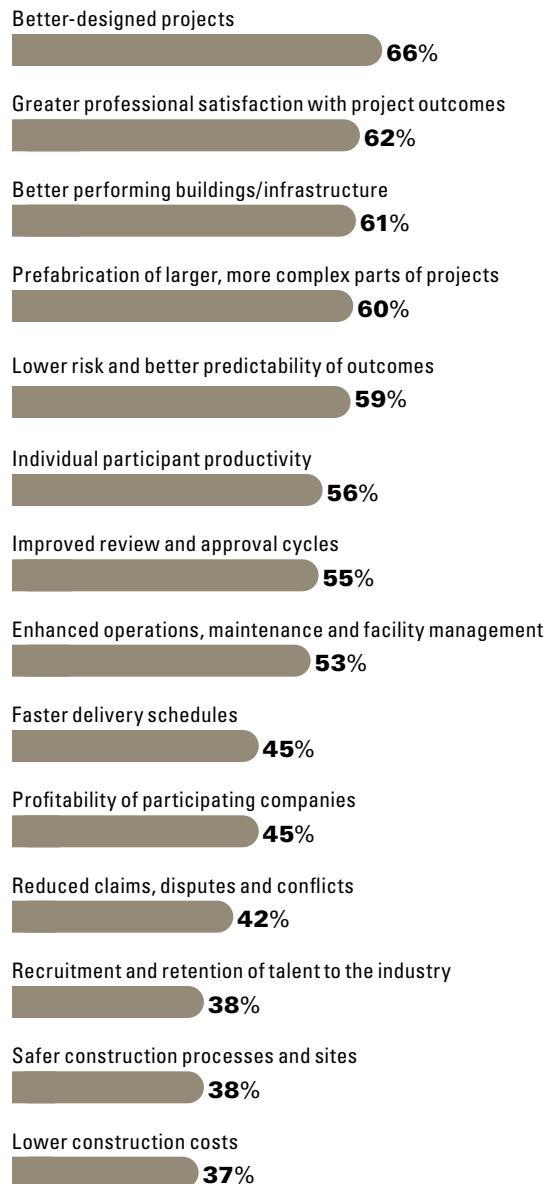 Better-designed projects
66%
Greater professional satisfaction with project outcomes
62%
Better performing buildings/infrastructure
61%
Prefabrication of larger, more complex parts of projects
60%
Lower risk and better predictability of outcomes
59%
Individual participant productivity
56%
Improved review and approval cycles
55%
Enhanced operations, maintenance and facility management
53%
Faster delivery schedules
45%
Profitability of participating companies
45%
Reduced claims, disputes and conflicts
42%
Recruitment and retention of talent to the industry
38%
Safer construction processes and sites
38%
Lower construction costs
37%